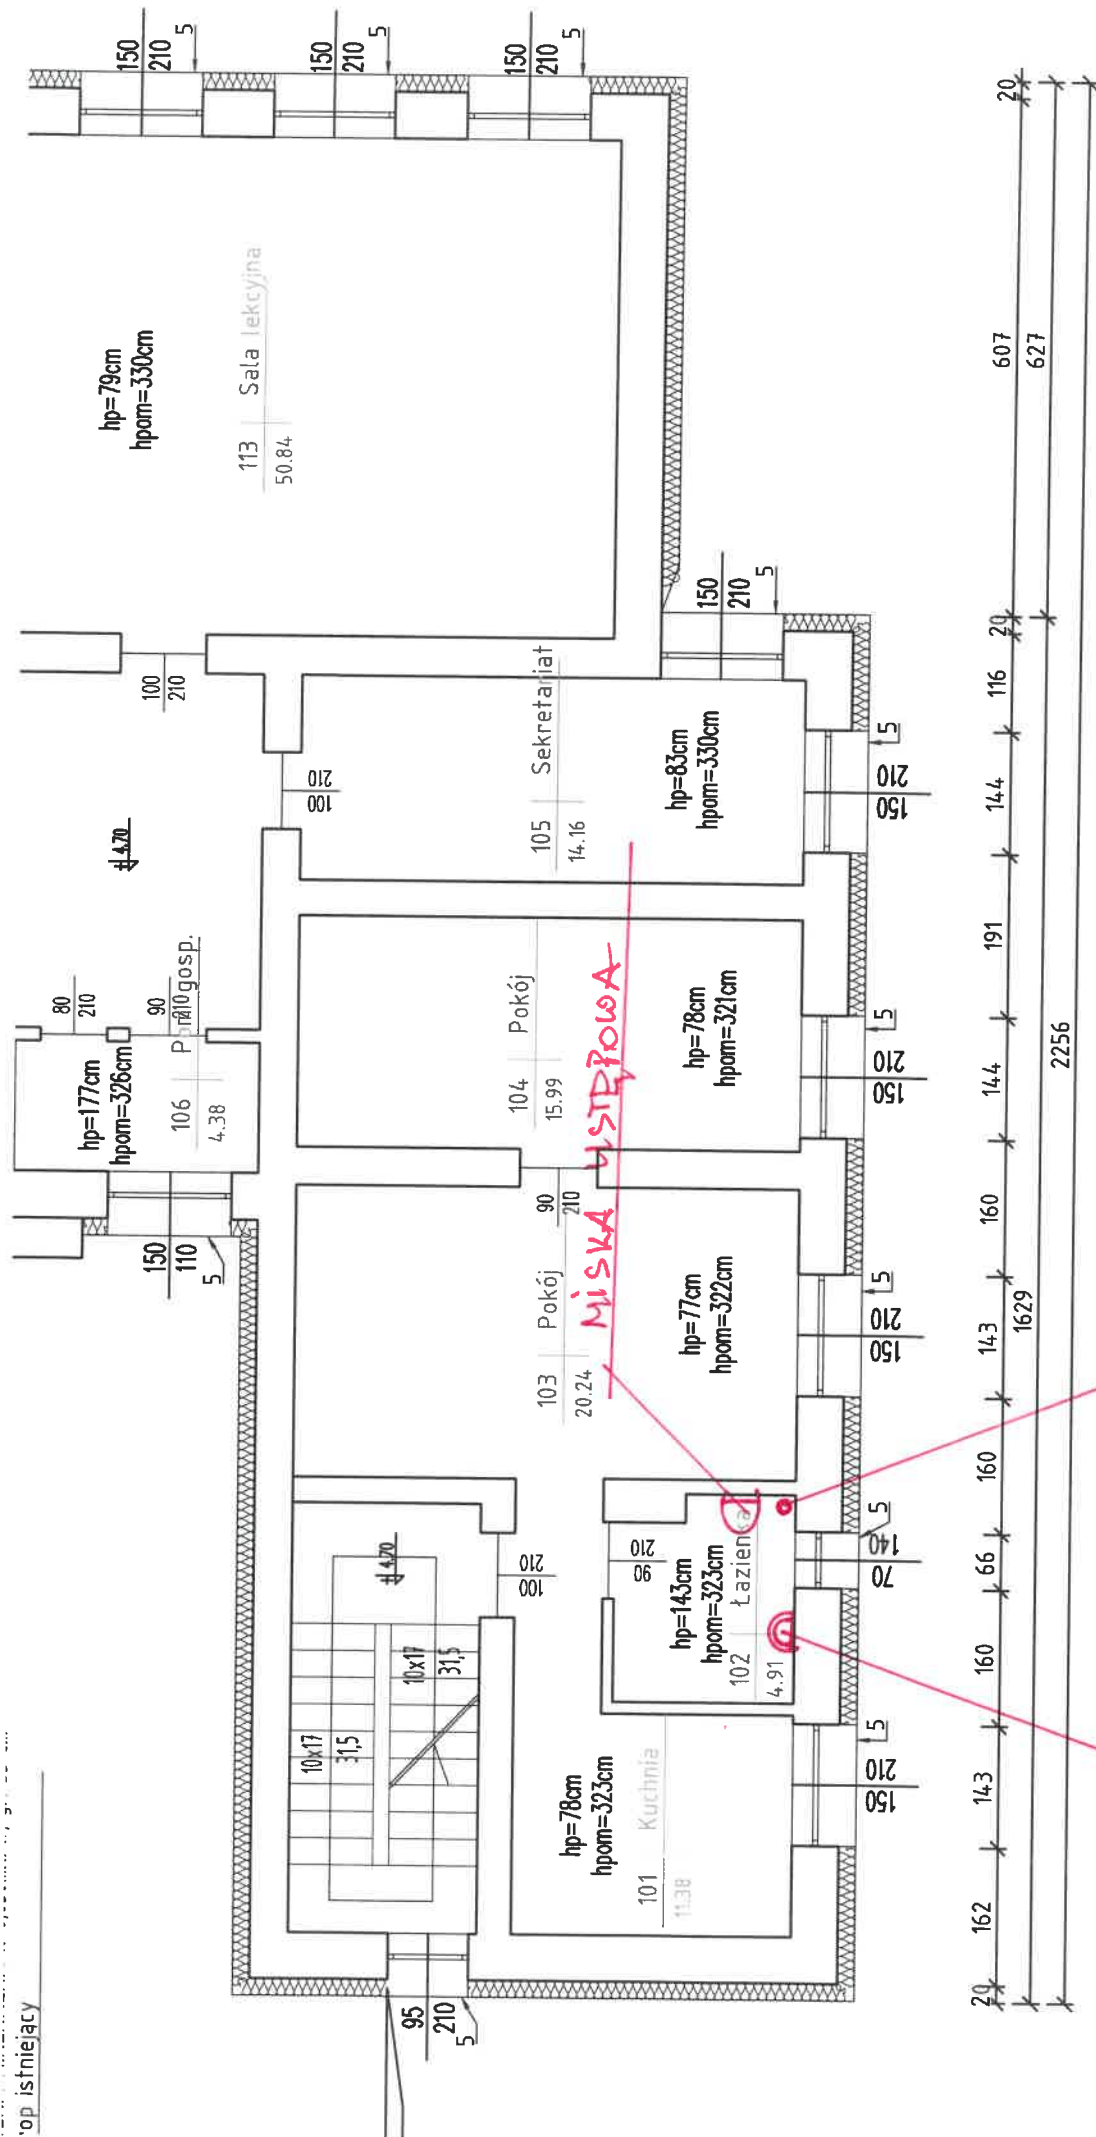 150
210
5
150
210
5
150
210
5
hp=79cm
hpom=330cm
113 Sala lekcyjna
50.84
100
210
4.70
80
210
90
210
hp=177cm
hpom=326cm
106 Pom. gosp.
4.38
150
110
5
100
210
105 Sekretariat
14.16
hp=83cm
hpom=330cm
150
210
5
150
210
5
104 Pokój
15.99
hp=78cm
hpom=321cm
150
210
5
90
210
MISKA USTĘPOWA
103 Pokój
20.24
hp=77cm
hpom=322cm
150
210
5
4.70
10x17
31,5
10x17
31,5
100
210
90
210
hp=143cm
hpom=323cm
102 Łazienka
4.91
70
140
5
hp=78cm
hpom=323cm
101 Kuchnia
11.38
150
210
5
95
210
5
20 162 143 160 66 160 143 160 144 191 144 116 20 607 20
1629 627
2256
istniejący